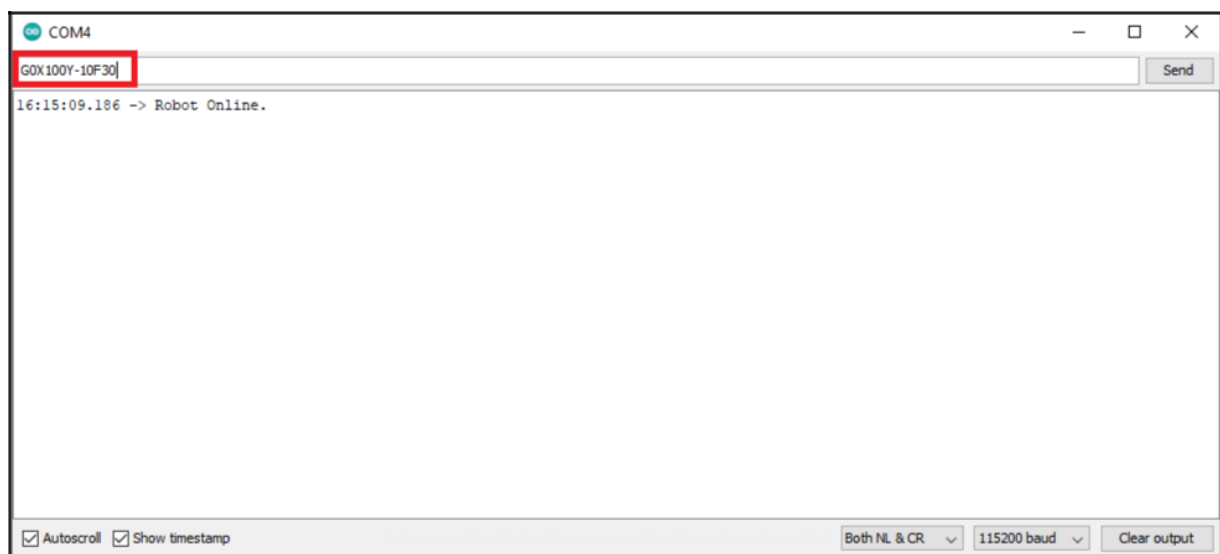 COM4
G0X100Y-10F30
Send
16:15:09.186 -> Robot Online.
Autoscroll Show timestamp Both NL & CR 115200 baud Clear output